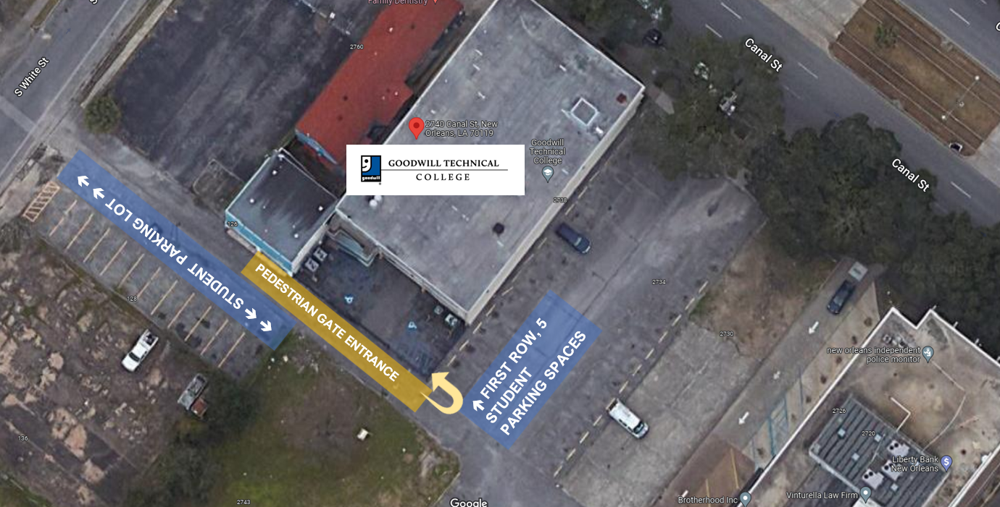 Family Dentistry
2760
S White St
Canal St
Canal St
2740 Canal St, New
Orleans, LA 70119
Goodwill
Technical
College
goodwill
GOODWILL TECHNICAL
COLLEGE
2738
126
← ← STUDENT PARKING LOT → →
PEDESTRIAN GATE ENTRANCE
128
2734
← FIRST ROW, 5
STUDENT
PARKING SPACES
2730
new orleans independent
police monitor
2726
2720
Liberty Bank
New Orleans
136
2743
Google
Brotherhood Inc
Vinturella Law Firm